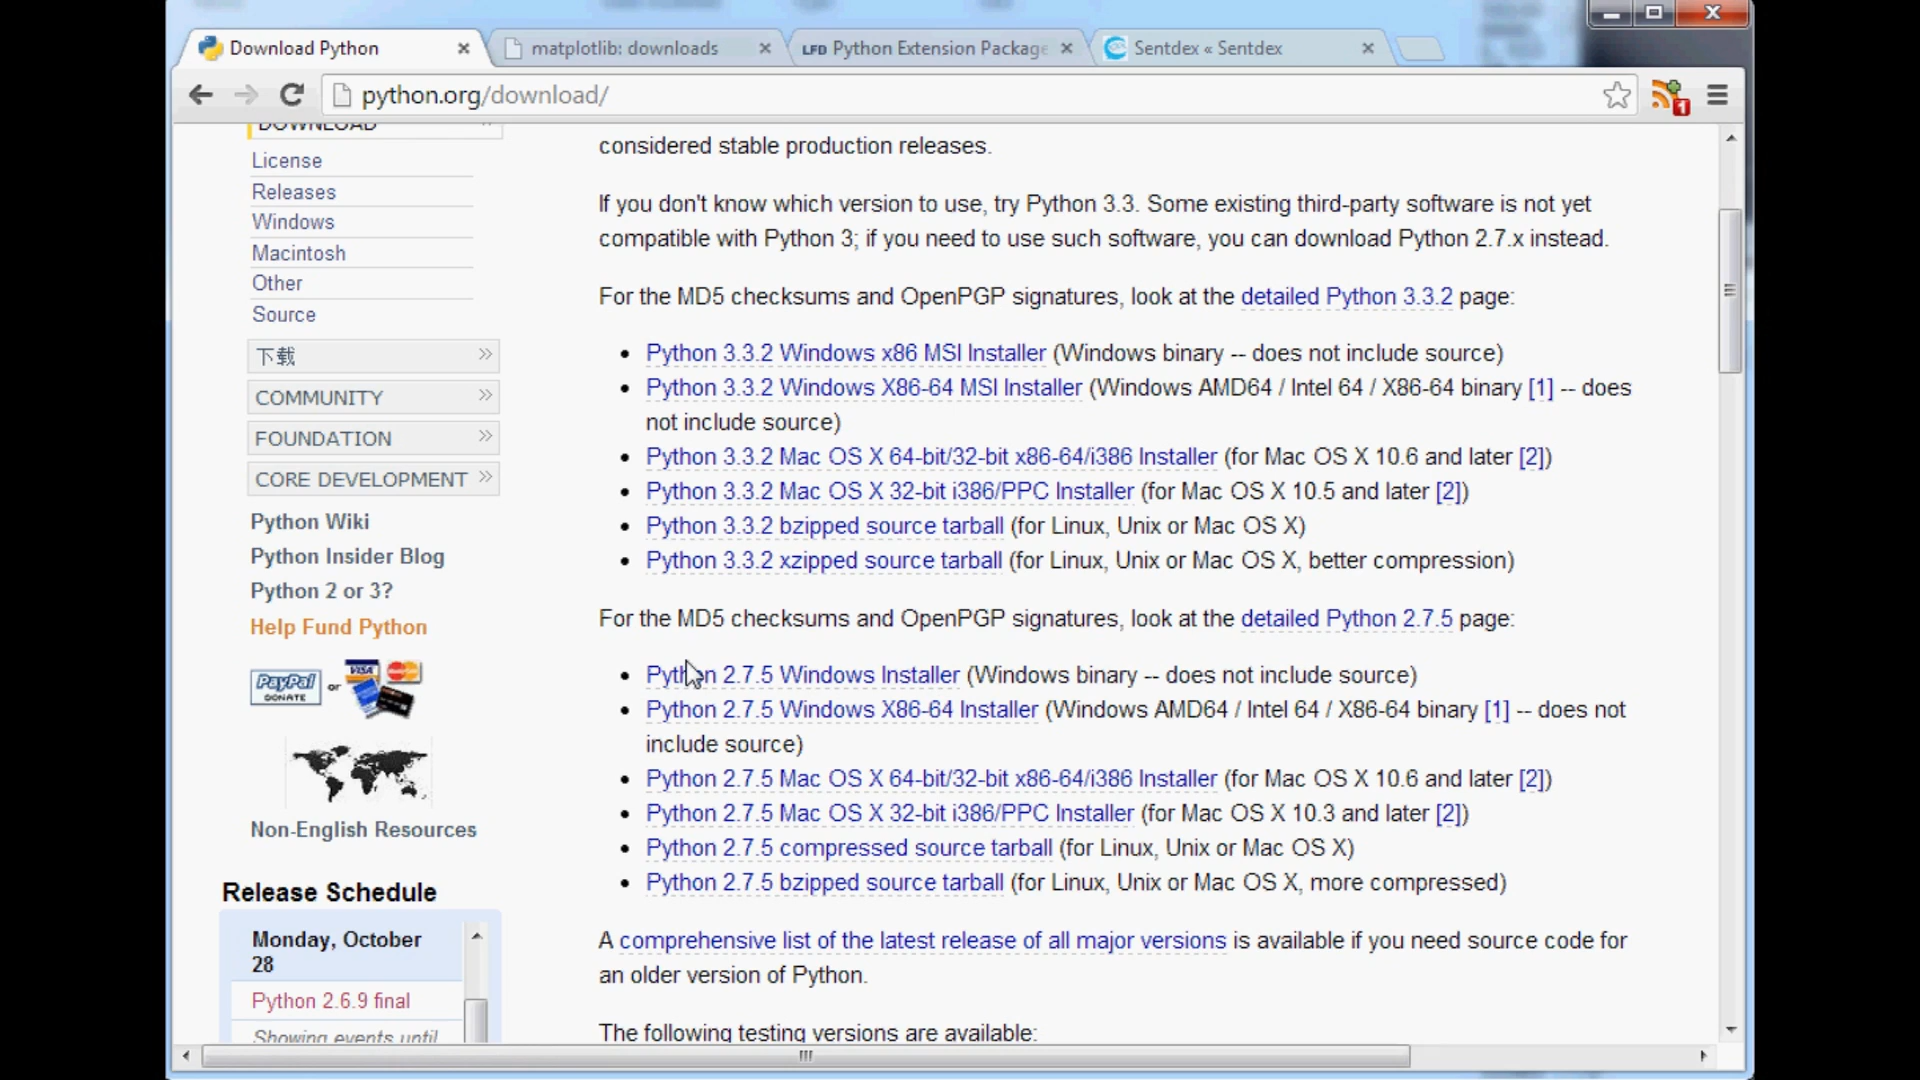 Download Python
matplotlib: downloads
LFD Python Extension Package
Sentdex « Sentdex
python.org/download/
1
DOWNLOAD
License
Releases
Windows
Macintosh
Other
Source
下载
COMMUNITY
FOUNDATION
CORE DEVELOPMENT
Python Wiki
Python Insider Blog
Python 2 or 3?
Help Fund Python
PayPal
DONATE
or
VISA
Non-English Resources
Release Schedule
Monday, October
28
Python 2.6.9 final
Showing events until
considered stable production releases.
If you don't know which version to use, try Python 3.3. Some existing third-party software is not yet
compatible with Python 3; if you need to use such software, you can download Python 2.7.x instead.
For the MD5 checksums and OpenPGP signatures, look at the detailed Python 3.3.2 page:
• Python 3.3.2 Windows x86 MSI Installer (Windows binary -- does not include source)
• Python 3.3.2 Windows X86-64 MSI Installer (Windows AMD64 / Intel 64 / X86-64 binary [1] -- does
not include source)
• Python 3.3.2 Mac OS X 64-bit/32-bit x86-64/i386 Installer (for Mac OS X 10.6 and later [2])
• Python 3.3.2 Mac OS X 32-bit i386/PPC Installer (for Mac OS X 10.5 and later [2])
• Python 3.3.2 bzipped source tarball (for Linux, Unix or Mac OS X)
• Python 3.3.2 xzipped source tarball (for Linux, Unix or Mac OS X, better compression)
For the MD5 checksums and OpenPGP signatures, look at the detailed Python 2.7.5 page:
• Python 2.7.5 Windows Installer (Windows binary -- does not include source)
• Python 2.7.5 Windows X86-64 Installer (Windows AMD64 / Intel 64 / X86-64 binary [1] -- does not
include source)
• Python 2.7.5 Mac OS X 64-bit/32-bit x86-64/i386 Installer (for Mac OS X 10.6 and later [2])
• Python 2.7.5 Mac OS X 32-bit i386/PPC Installer (for Mac OS X 10.3 and later [2])
• Python 2.7.5 compressed source tarball (for Linux, Unix or Mac OS X)
• Python 2.7.5 bzipped source tarball (for Linux, Unix or Mac OS X, more compressed)
A comprehensive list of the latest release of all major versions is available if you need source code for
an older version of Python.
The following testing versions are available: